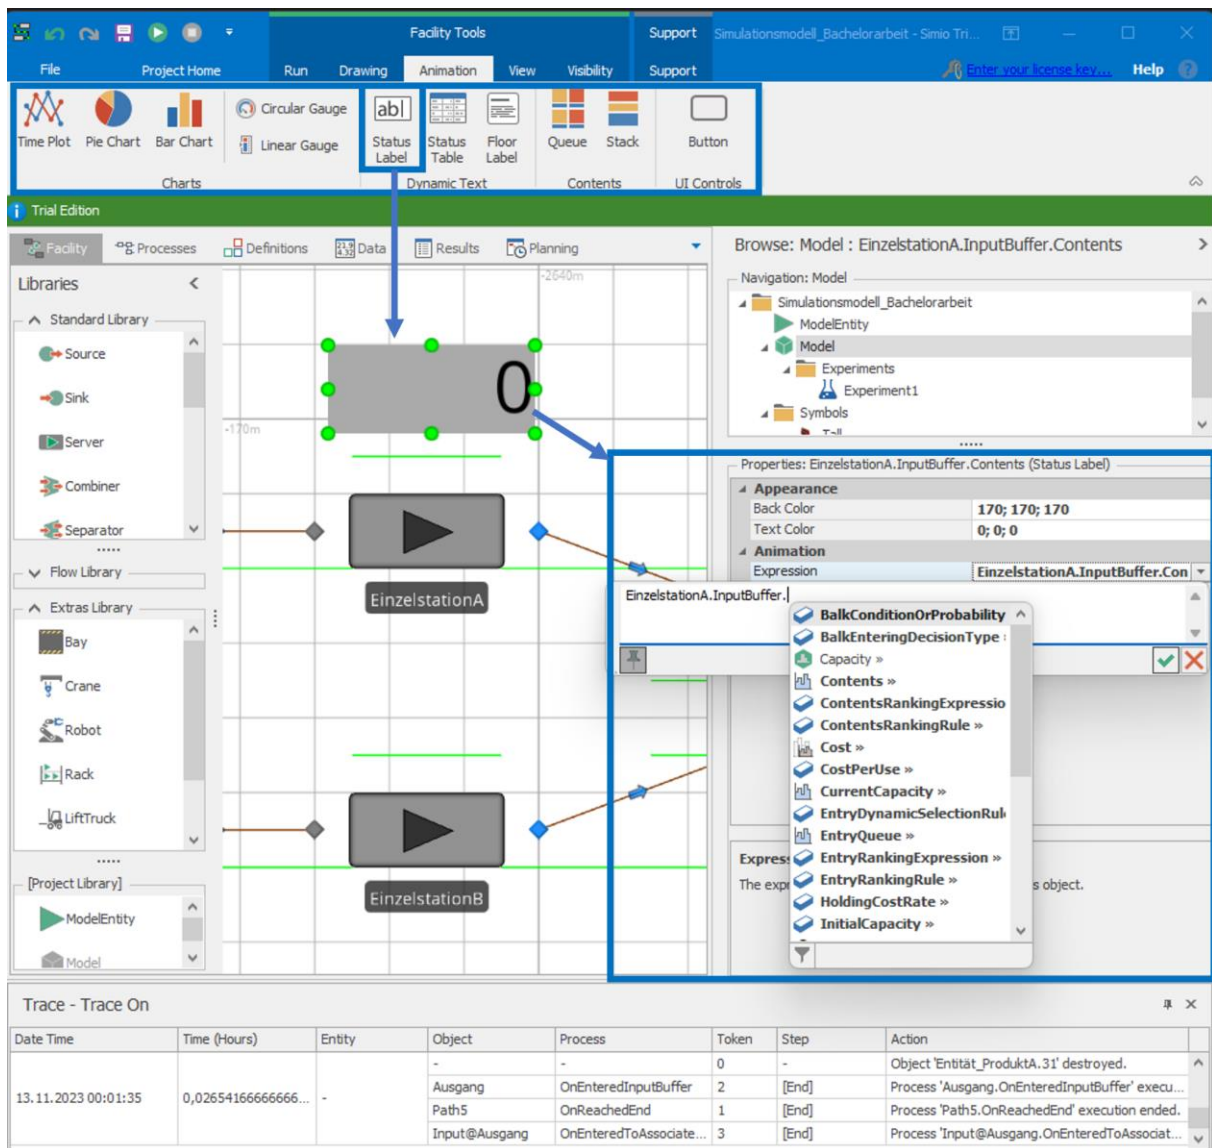 Facility Tools
Support
Simulationsmodell_Bachelorarbeit - Simio Tri...
File
Project Home
Run
Drawing
Animation
View
Visibility
Support
Enter your license key...
Help
Time Plot
Pie Chart
Bar Chart
Circular Gauge
Linear Gauge
ab|
Status Label
Status Table
Floor Label
Queue
Stack
Button
Charts
Dynamic Text
Contents
UI Controls
Trial Edition
Facility
Processes
Definitions
Data
Results
Planning
Browse: Model : EinzelstationA.InputBuffer.Contents
Libraries
Standard Library
Source
Sink
Server
Combiner
Separator
Flow Library
Extras Library
Bay
Crane
Robot
Rack
LiftTruck
[Project Library]
ModelEntity
Model
-2640m
-170m
0
EinzelstationA
EinzelstationB
Navigation: Model
Simulationsmodell_Bachelorarbeit
ModelEntity
Model
Experiments
Experiment1
Symbols
Properties: EinzelstationA.InputBuffer.Contents (Status Label)
Appearance
Back Color 170; 170; 170
Text Color 0; 0; 0
Animation
Expression EinzelstationA.InputBuffer.Con
EinzelstationA.InputBuffer.
BalkConditionOrProbability
BalkEnteringDecisionType
Capacity »
Contents »
ContentsRankingExpressio
ContentsRankingRule »
Cost »
CostPerUse »
CurrentCapacity »
EntryDynamicSelectionRul
EntryQueue »
EntryRankingExpression »
EntryRankingRule »
HoldingCostRate »
InitialCapacity »
Express
The expr
s object.
Trace - Trace On
Date Time Time (Hours) Entity Object Process Token Step Action
- - 0 - Object 'Entität_ProduktA.31' destroyed.
13.11.2023 00:01:35 0,02654166666666... -
Ausgang OnEnteredInputBuffer 2 [End] Process 'Ausgang.OnEnteredInputBuffer' execu...
Path5 OnReachedEnd 1 [End] Process 'Path5.OnReachedEnd' execution ended.
Input@Ausgang OnEnteredToAssociate... 3 [End] Process 'Input@Ausgang.OnEnteredToAssociat...